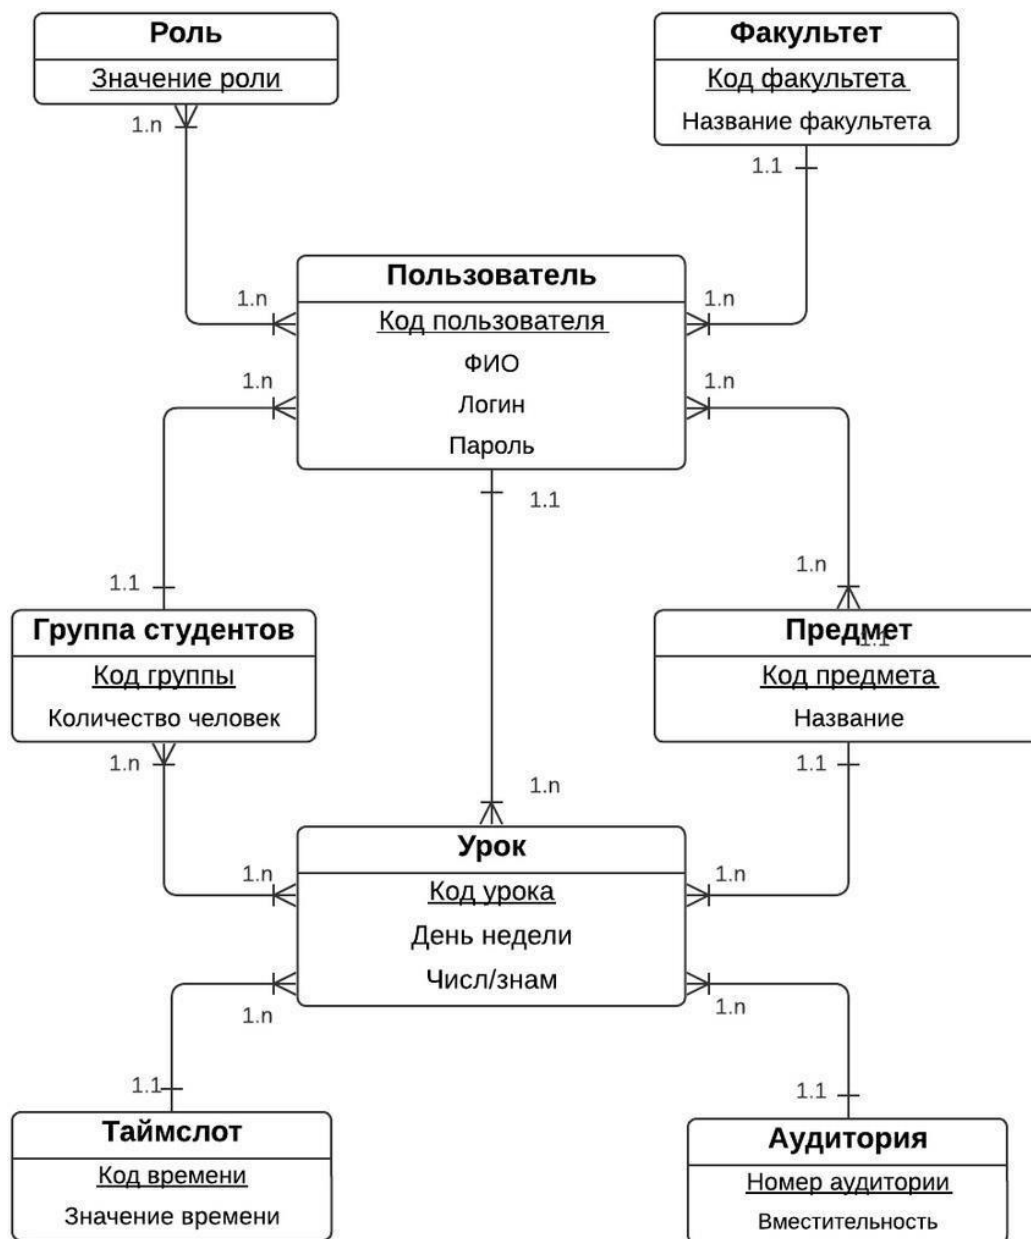 Роль
Значение роли
1.n
Факультет
Код факультета
Название факультета
1.1
Пользователь
Код пользователя
ФИО
Логин
Пароль
1.n
1.n
1.n
1.n
1.1
1.1
1.n
Группа студентов
Код группы
Количество человек
1.n
Предмет
1.1
Код предмета
Название
1.1
1.n
Урок
Код урока
День недели
Числ/знам
1.n
1.n
1.n
1.n
1.1
Таймслот
Код времени
Значение времени
1.1
Аудитория
Номер аудитории
Вместительность